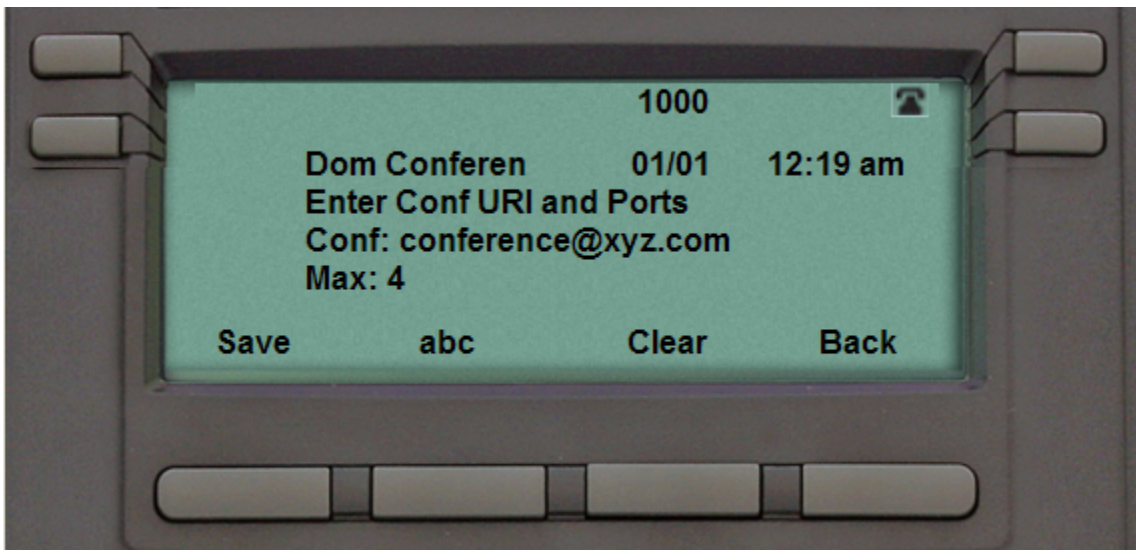 1000
Dom Conferen 01/01 12:19 am
Enter Conf URI and Ports
Conf: conference@xyz.com
Max: 4
Save abc Clear Back